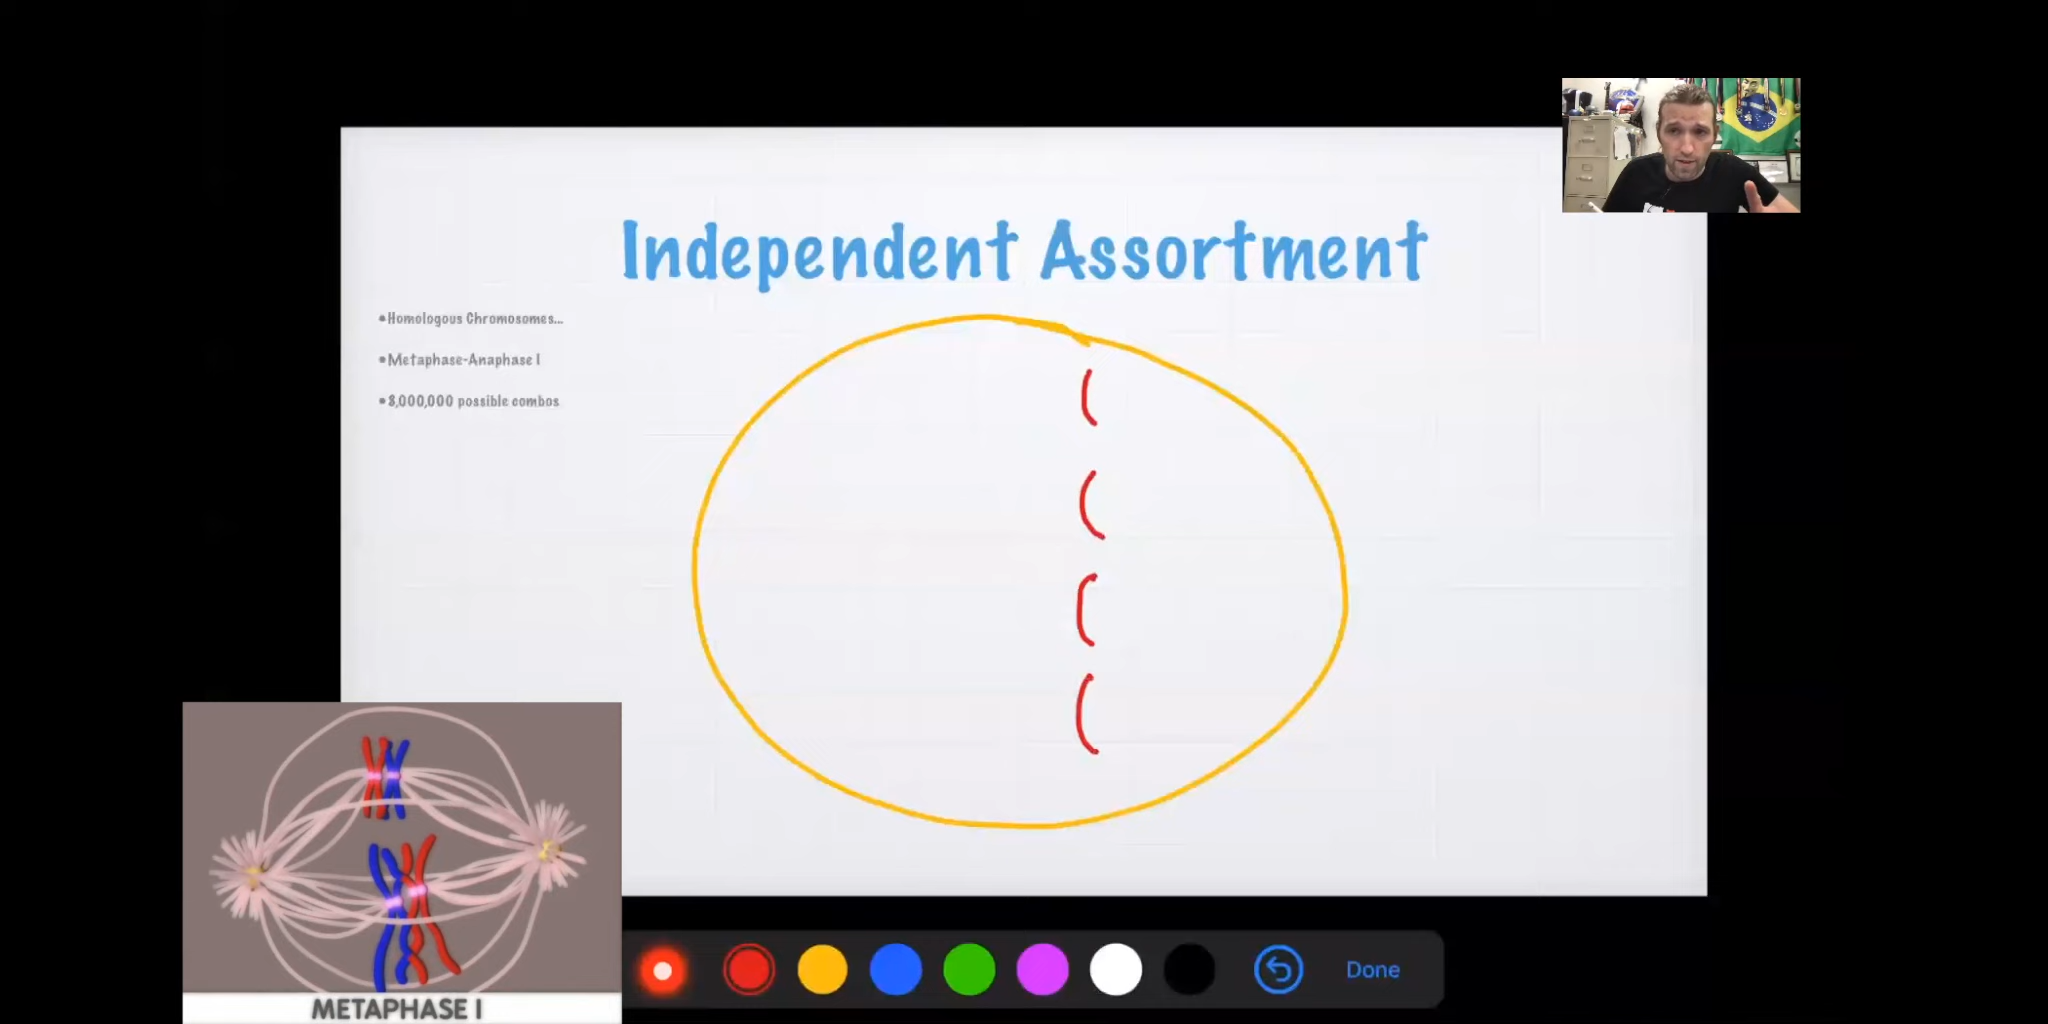 Independent Assortment
•Homologous Chromosomes...
•Metaphase-Anaphase I
•8,000,000 possible combos
METAPHASE I
Done